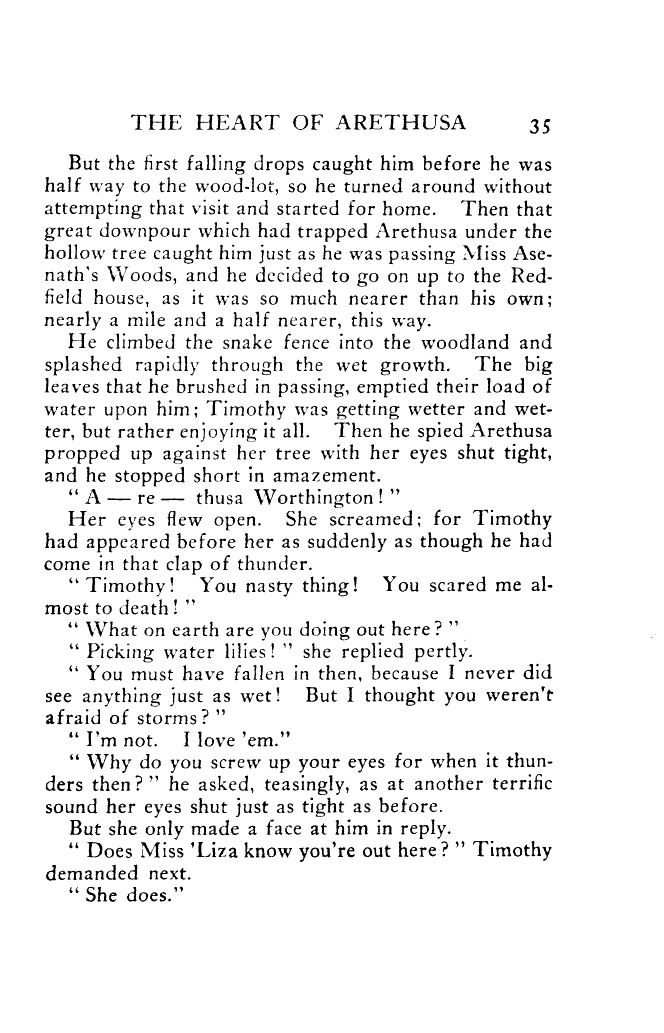 THE HEART OF ARETHUSA 35
But the first falling drops caught him before he was
half way to the wood-lot, so he turned around without
attempting that visit and started for home. Then that
great downpour which had trapped Arethusa under the
hollow tree caught him just as he was passing Miss Ase-
nath's Woods, and he decided to go on up to the Red-
field house, as it was so much nearer than his own;
nearly a mile and a half nearer, this way.
He climbed the snake fence into the woodland and
splashed rapidly through the wet growth. The big
leaves that he brushed in passing, emptied their load of
water upon him; Timothy was getting wetter and wet-
ter, but rather enjoying it all. Then he spied Arethusa
propped up against her tree with her eyes shut tight,
and he stopped short in amazement.
"A — re — thusa Worthington!"
Her eyes flew open. She screamed; for Timothy
had appeared before her as suddenly as though he had
come in that clap of thunder.
"Timothy! You nasty thing! You scared me al-
most to death!"
"What on earth are you doing out here?"
"Picking water lilies!" she replied pertly.
"You must have fallen in then, because I never did
see anything just as wet! But I thought you weren't
afraid of storms?"
"I'm not. I love 'em."
"Why do you screw up your eyes for when it thun-
ders then?" he asked, teasingly, as at another terrific
sound her eyes shut just as tight as before.
But she only made a face at him in reply.
"Does Miss 'Liza know you're out here?" Timothy
demanded next.
"She does."